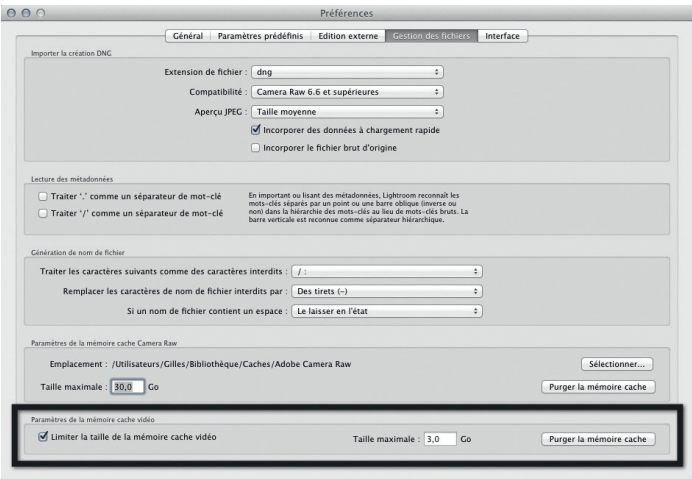 Préférences
Général Paramètres prédéfinis Edition externe Gestion des fichiers Interface
Importer la création DNG
Extension de fichier : dng
Compatibilité : Camera Raw 6.6 et supérieures
Aperçu JPEG : Taille moyenne
Incorporer des données à chargement rapide
Incorporer le fichier brut d'origine
Lecture des métadonnées
Traiter '.' comme un séparateur de mot-clé
Traiter '/' comme un séparateur de mot-clé
En important ou lisant des métadonnées, Lightroom reconnaît les
mots-clés séparés par un point ou une barre oblique (inverse ou
non) dans la hiérarchie des mots-clés au lieu de mots-clés bruts. La
barre verticale est reconnue comme séparateur hiérarchique.
Génération de nom de fichier
Traiter les caractères suivants comme des caractères interdits : / :
Remplacer les caractères de nom de fichier interdits par : Des tirets (-)
Si un nom de fichier contient un espace : Le laisser en l'état
Paramètres de la mémoire cache Camera Raw
Emplacement : /Utilisateurs/Gilles/Bibliothèque/Caches/Adobe Camera Raw Sélectionner...
Taille maximale : 30,0 Go Purger la mémoire cache
Paramètres de la mémoire cache vidéo
Limiter la taille de la mémoire cache vidéo Taille maximale : 3,0 Go Purger la mémoire cache